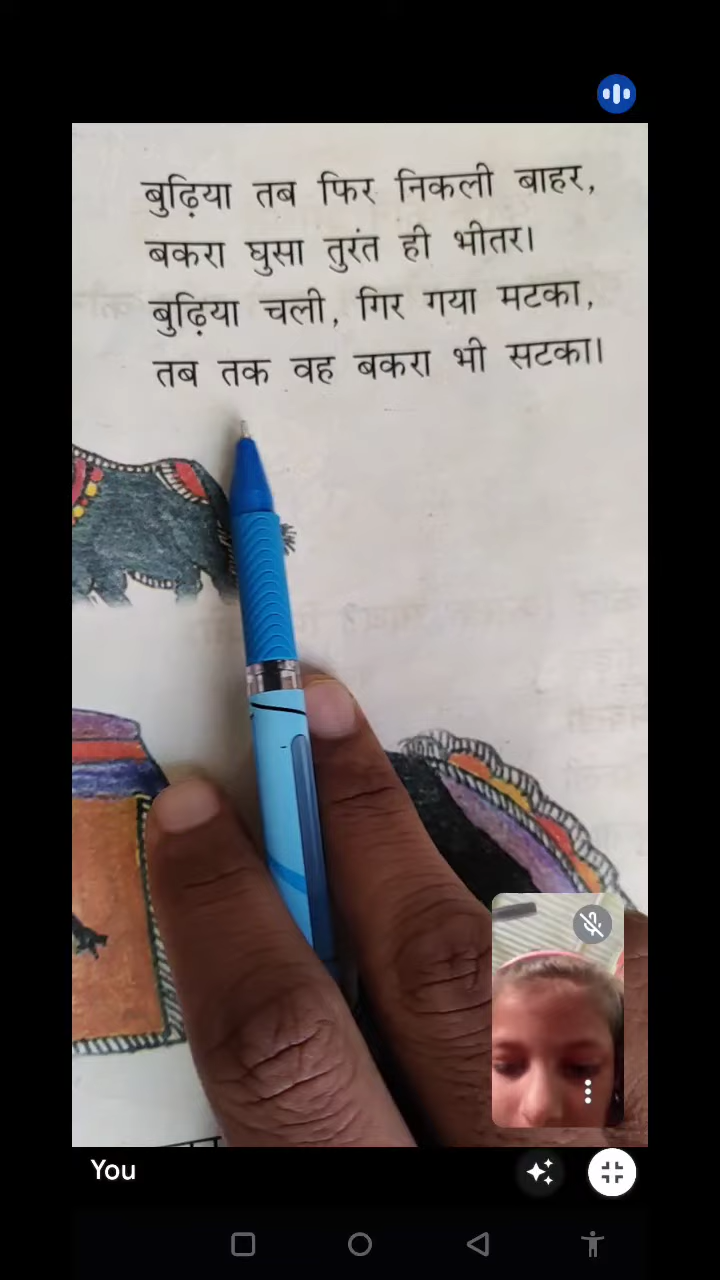 बुढ़िया तब फिर निकली बाहर,
बकरा घुसा तुरंत ही भीतर।
बुढ़िया चली, गिर गया मटका,
तब तक वह बकरा भी सटका।
You